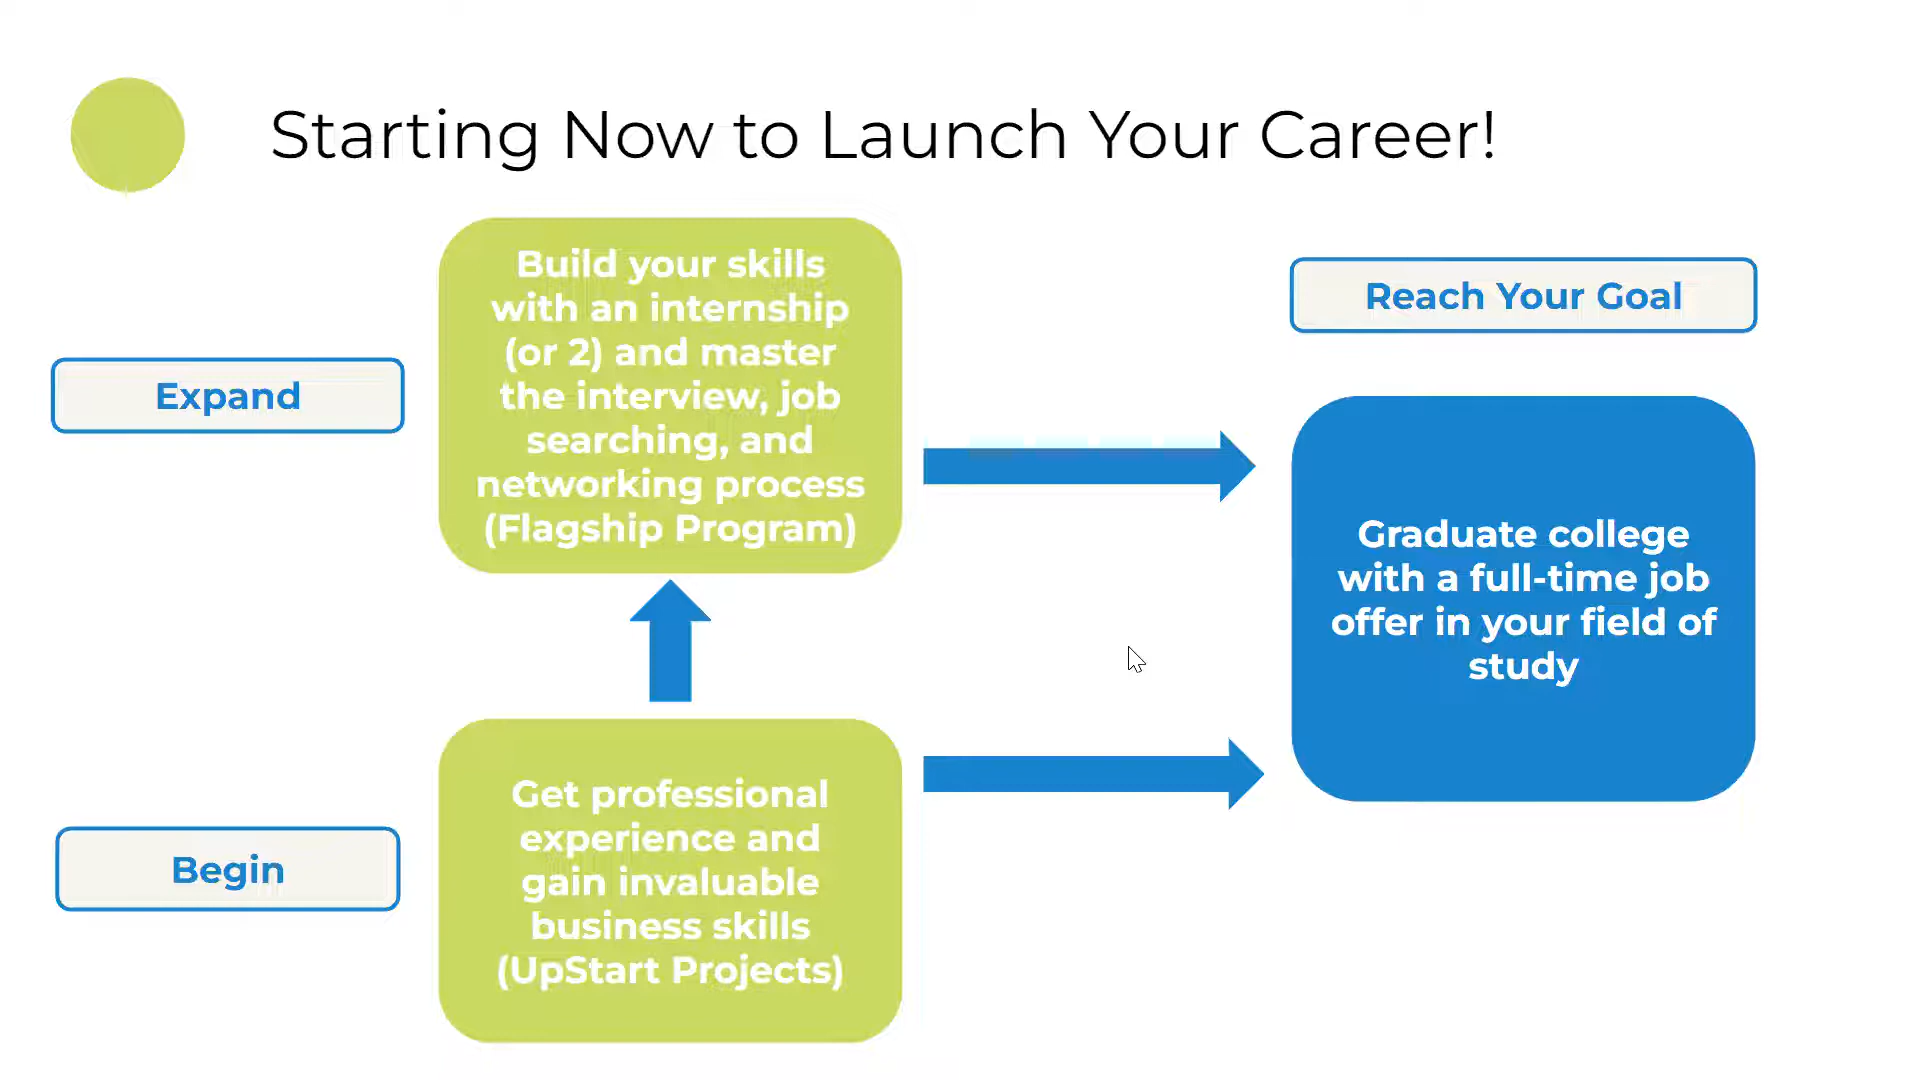 Starting Now to Launch Your Career!
Expand
Build your skills
with an internship
(or 2) and master
the interview, job
searching, and
networking process
(Flagship Program)
Begin
Get professional
experience and
gain invaluable
business skills
(UpStart Projects)
Reach Your Goal
Graduate college
with a full-time job
offer in your field of
study